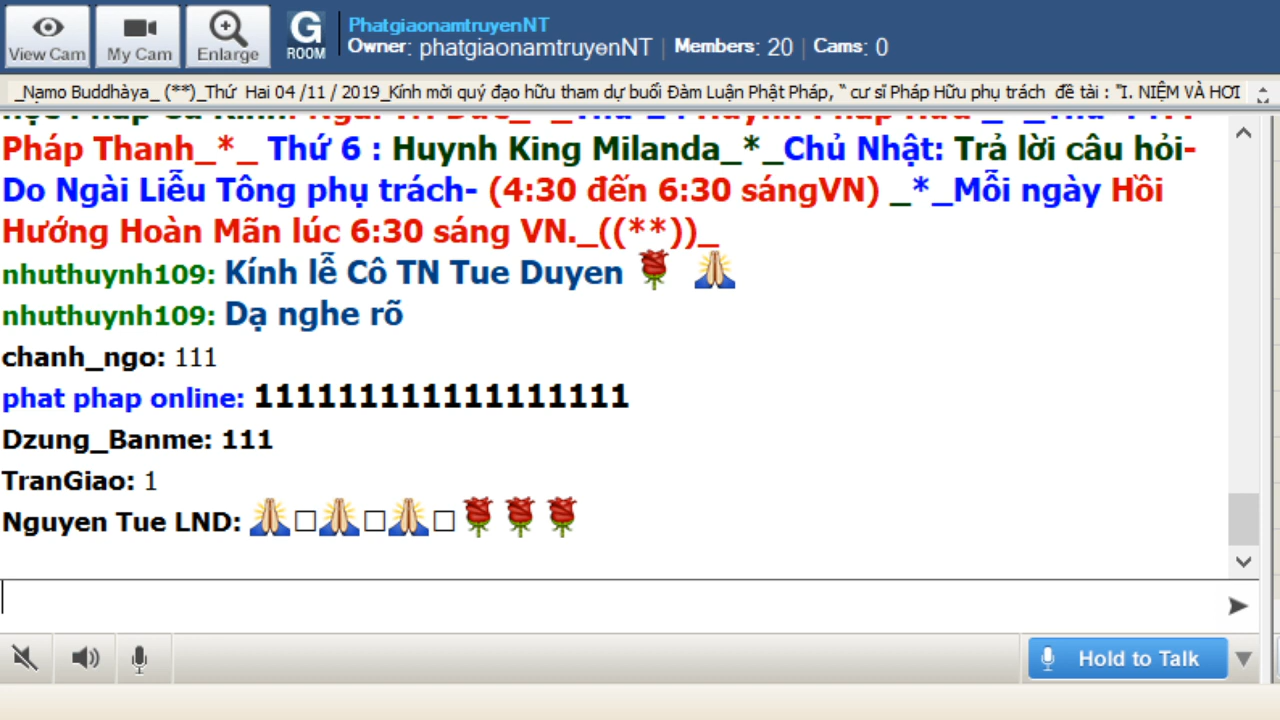 View Cam
My Cam
Enlarge
G
ROOM
PhatgiaonamtruyenNT
Owner: phatgiaonamtruyenNT | Members: 20 | Cams: 0
_Nạmo Buddhàya_ (**)_Thứ Hai 04 /11 / 2019_Kính mời quý đạo hữu tham dự buổi Đàm Luận Phật Pháp, “ cư sĩ Pháp Hữu phụ trách đề tài : "I. NIỆM VÀ HƠI
Pháp Thanh_*_ Thứ 6 : Huynh King Milanda_*_Chủ Nhật: Trả lời câu hỏi-
Do Ngài Liễu Tông phụ trách- (4:30 đến 6:30 sángVN) _*_Mỗi ngày Hồi
Hướng Hoàn Mãn lúc 6:30 sáng VN._((**))_
nhuthuynh109: Kính lễ Cô TN Tue Duyen 🌹 🙏
nhuthuynh109: Dạ nghe rõ
chanh_ngo: 111
phat phap online: 111111111111111111
Dzung_Banme: 111
TranGiao: 1
Nguyen Tue LND: 🙏□🙏□🙏□🌹🌹🌹
Hold to Talk